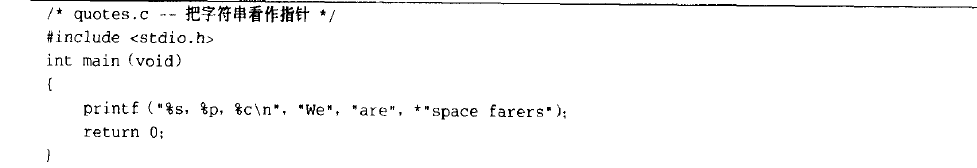 /* quotes.c -- 把字符串看作指针 */
#include <stdio.h>
int main (void)
{
    printf ("%s, %p, %c\n", "We", "are", *"space farers");
    return 0;
}